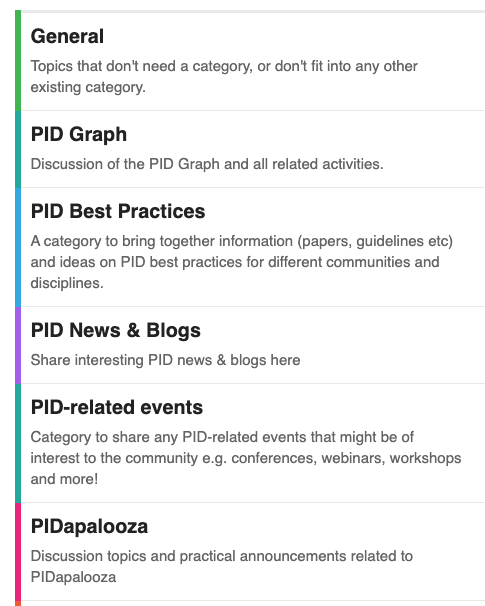 General
Topics that don't need a category, or don't fit into any other
existing category.
PID Graph
Discussion of the PID Graph and all related activities.
PID Best Practices
A category to bring together information (papers, guidelines etc)
and ideas on PID best practices for different communities and
disciplines.
PID News & Blogs
Share interesting PID news & blogs here
PID-related events
Category to share any PID-related events that might be of
interest to the community e.g. conferences, webinars, workshops
and more!
PIDapalooza
Discussion topics and practical announcements related to
PIDapalooza